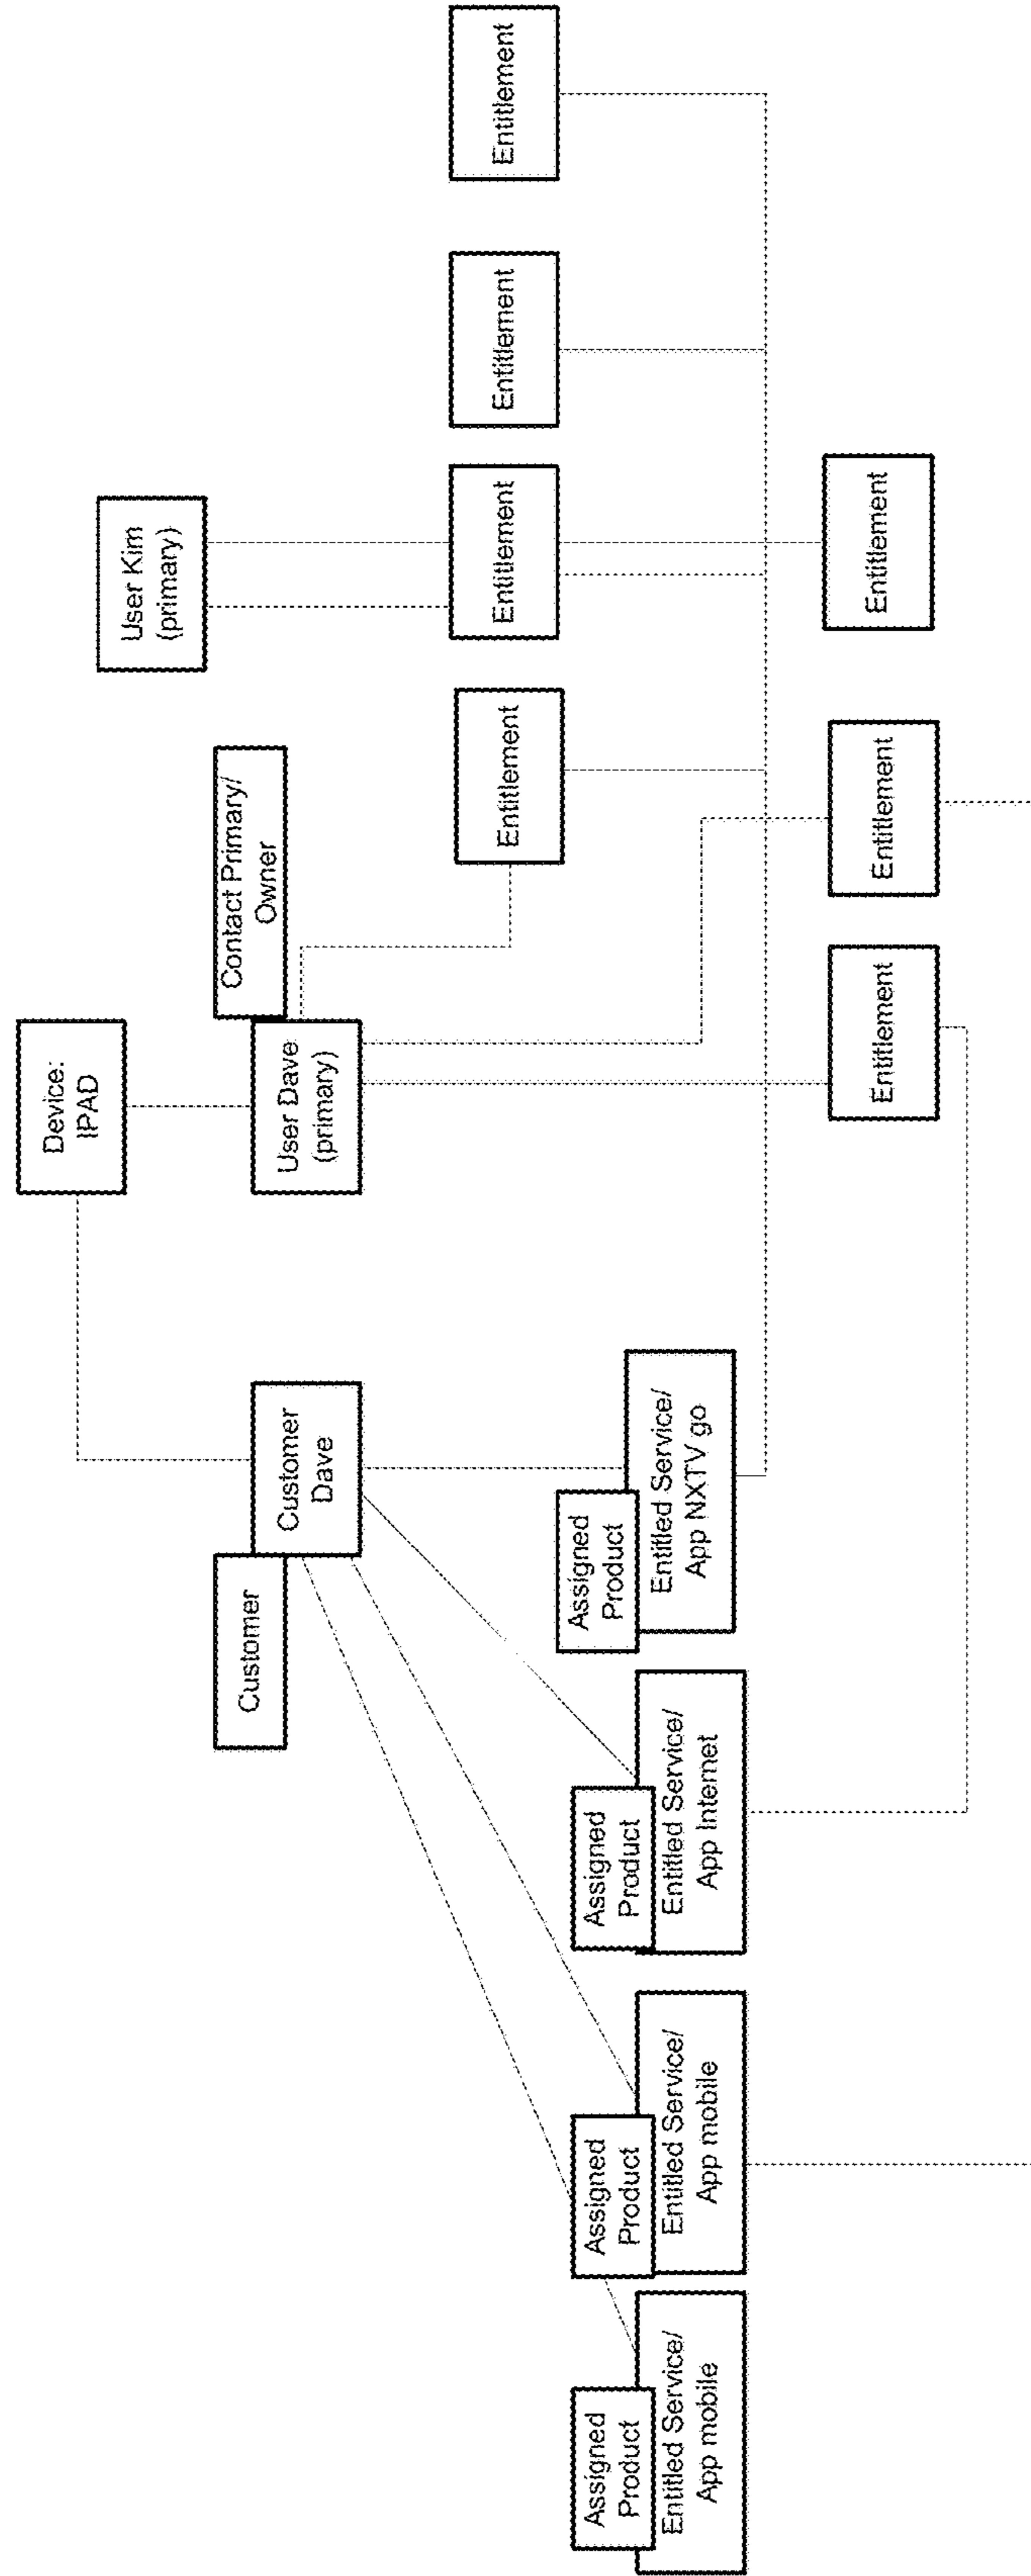 Device:
IPAD
User Kim
(primary)
Customer
Customer
Dave
User Dave
(primary)
Contact Primary/
Owner
Entitlement
Entitlement
Entitlement
Entitlement
Assigned
Product
Entitled Service/
App mobile
Assigned
Product
Entitled Service/
App mobile
Assigned
Product
Entitled Service/
App Internet
Assigned
Product
Entitled Service/
App NXTV go
Entitlement
Entitlement
Entitlement